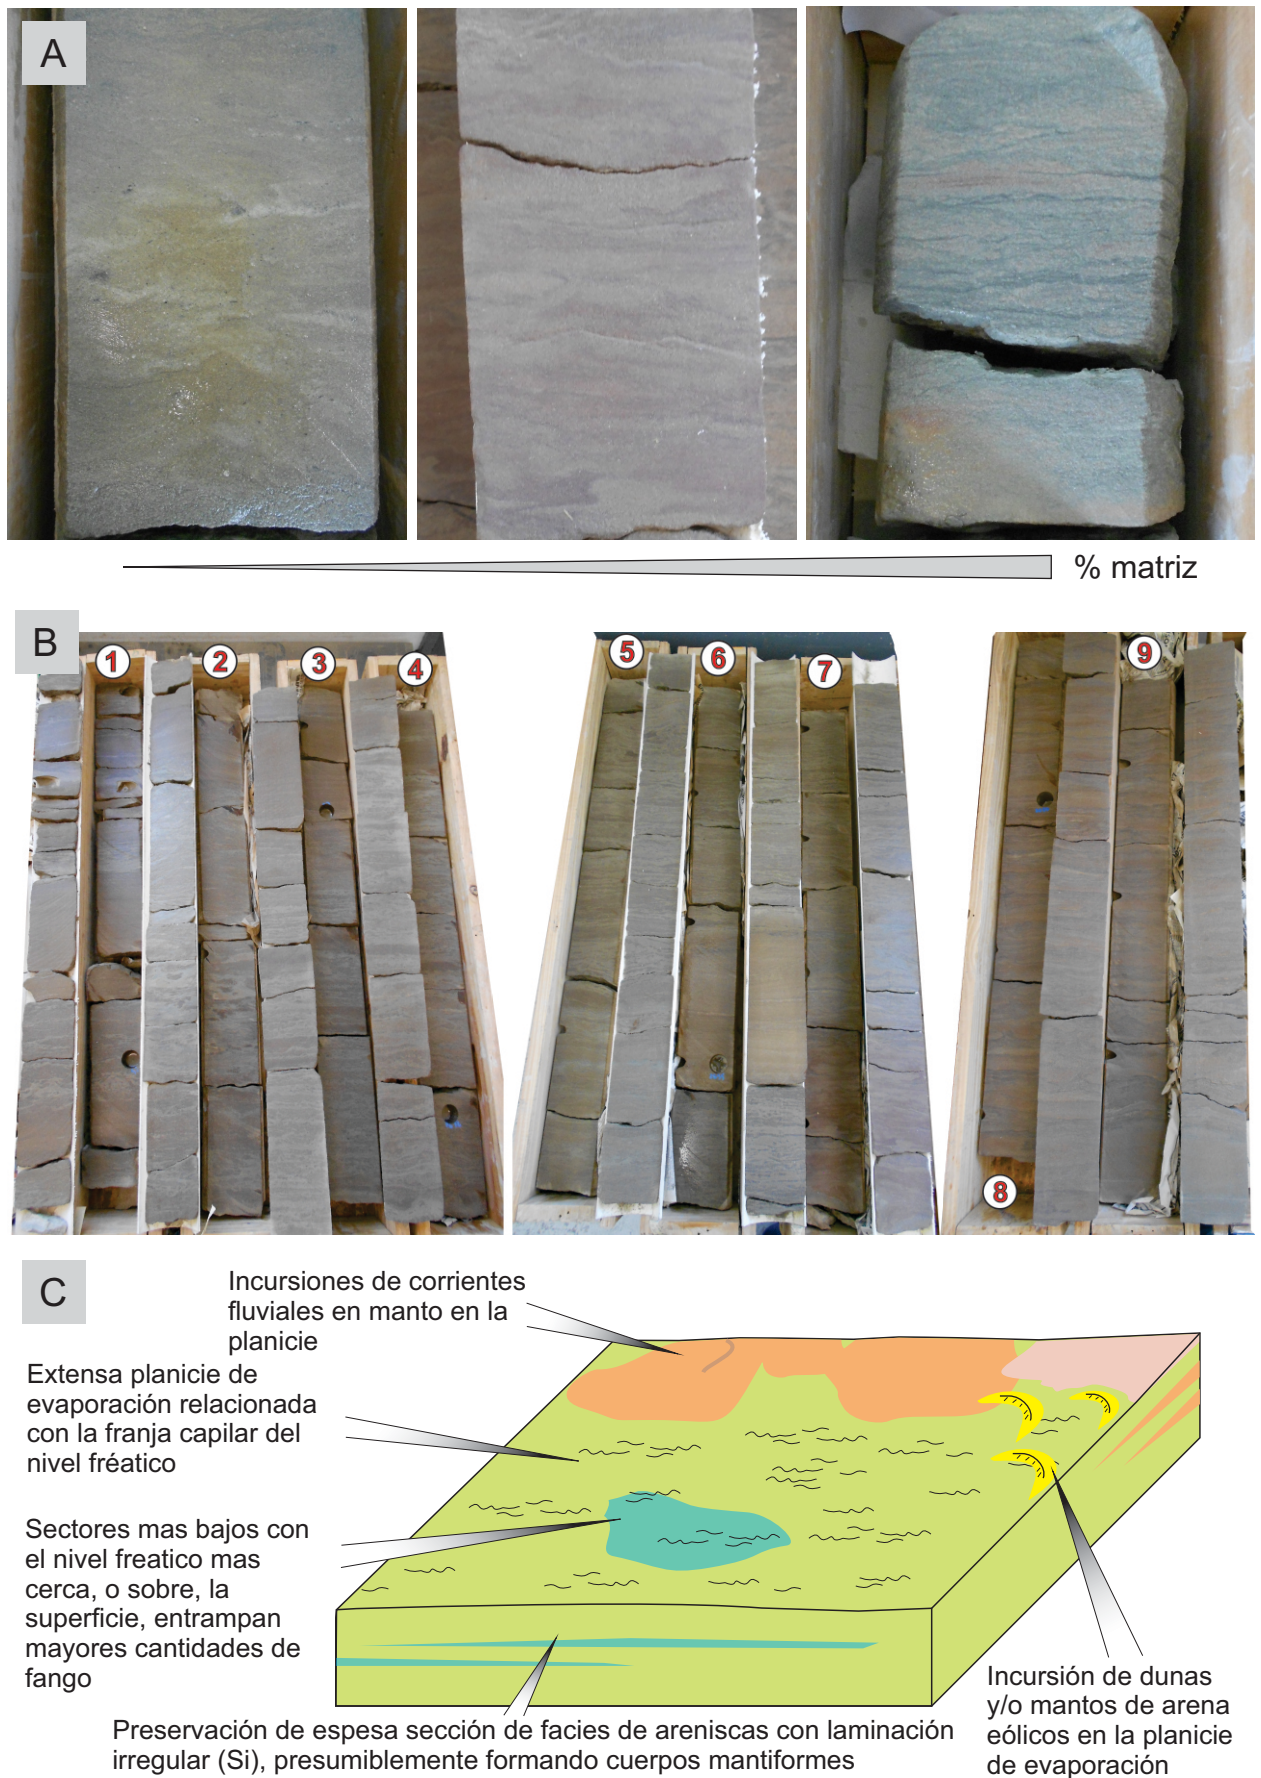 A
% matriz
B
1
2
3
4
5
6
7
9
8
C
Incursiones de corrientes
fluviales en manto en la
planicie
Extensa planicie de
evaporación relacionada
con la franja capilar del
nivel fréatico
Sectores mas bajos con
el nivel freatico mas
cerca, o sobre, la
superficie, entrampan
mayores cantidades de
fango
Preservación de espesa sección de facies de areniscas con laminación
irregular (Si), presumiblemente formando cuerpos mantiformes
Incursión de dunas
y/o mantos de arena
eólicos en la planicie
de evaporación